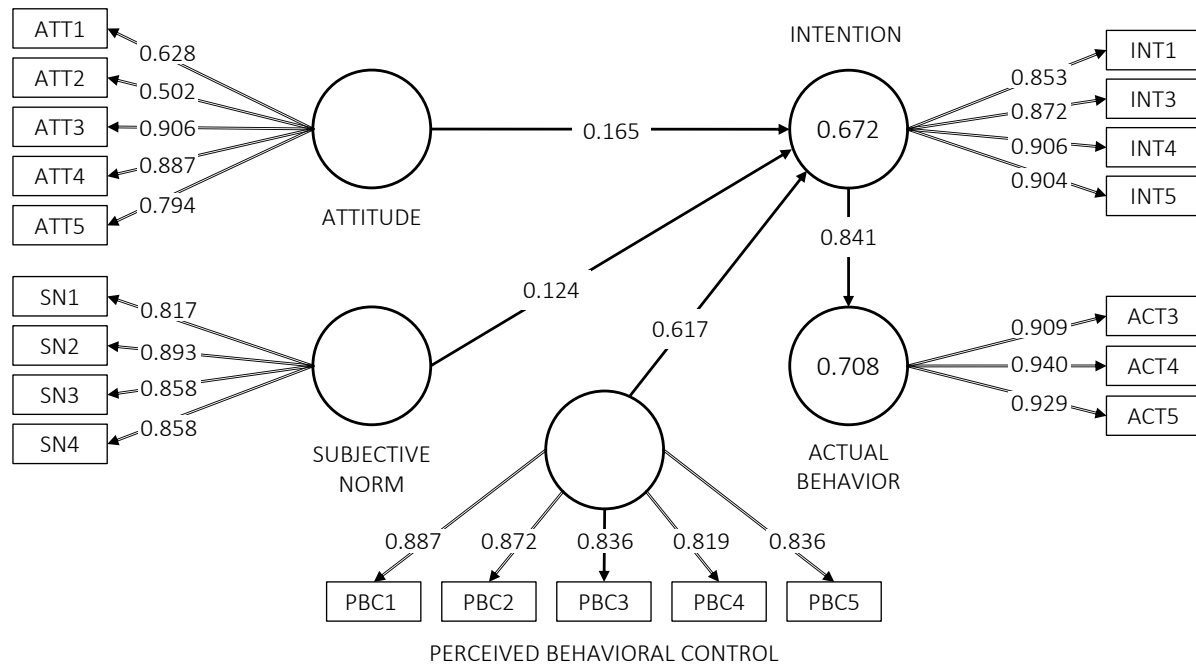 ATT1
ATT2
ATT3
ATT4
ATT5
0.628
0.502
0.906
0.887
0.794
ATTITUDE
0.165
INTENTION
0.672
0.853
0.872
0.906
0.904
INT1
INT3
INT4
INT5
0.841
SN1
SN2
SN3
SN4
0.817
0.893
0.858
0.858
SUBJECTIVE
NORM
0.124
0.617
0.708
ACTUAL
BEHAVIOR
0.909
0.940
0.929
ACT3
ACT4
ACT5
0.887
0.872
0.836
0.819
0.836
PBC1
PBC2
PBC3
PBC4
PBC5
PERCEIVED BEHAVIORAL CONTROL